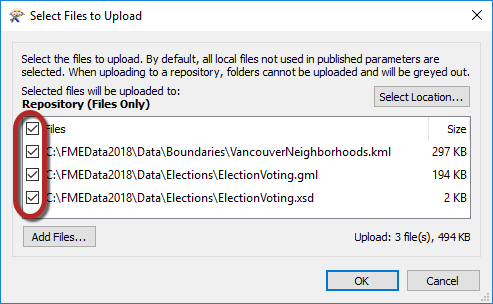 Select Files to Upload
Select the files to upload. By default, all local files not used in published parameters are
selected. When uploading to a repository, folders cannot be uploaded and will be greyed out.
Selected files will be uploaded to:
Repository (Files Only)
Select Location...
Files Size
C:\FMEData2018\Data\Boundaries\VancouverNeighborhoods.kml 297 KB
C:\FMEData2018\Data\Elections\ElectionVoting.gml 194 KB
C:\FMEData2018\Data\Elections\ElectionVoting.xsd 2 KB
Add Files... Upload: 3 file(s), 494 KB
OK Cancel